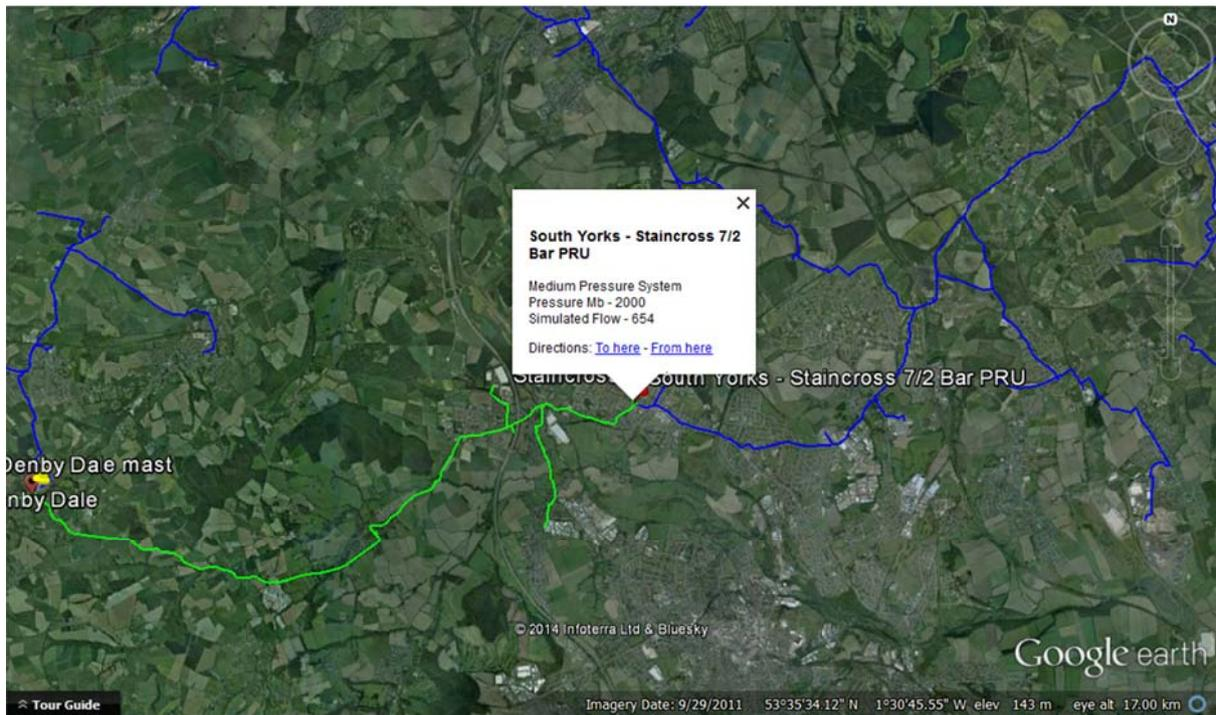 N
South Yorks - Staincross 7/2
Bar PRU
Medium Pressure System
Pressure Mb - 2000
Simulated Flow - 654
Directions: To here - From here
South Yorks - Staincross 7/2 Bar PRU
Denby Dale mast
nby Dale
© 2014 Infoterra Ltd & Bluesky
Google earth
Tour Guide
Imagery Date: 9/29/2011 53°35'34.12" N 1°30'45.55" W elev 143 m eye alt 17.00 km